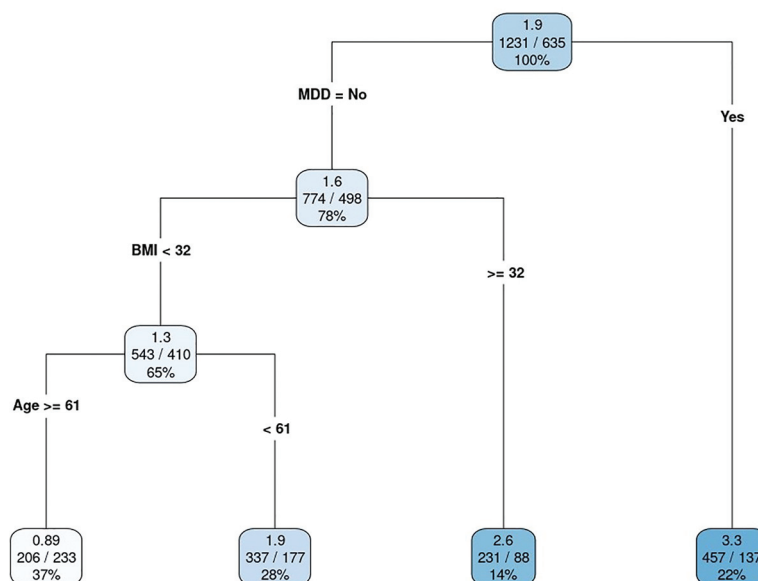 1.9
1231 / 635
100%
MDD = No
Yes
1.6
774 / 498
78%
BMI < 32
>= 32
1.3
543 / 410
65%
Age >= 61
< 61
0.89
206 / 233
37%
1.9
337 / 177
28%
2.6
231 / 88
14%
3.3
457 / 137
22%